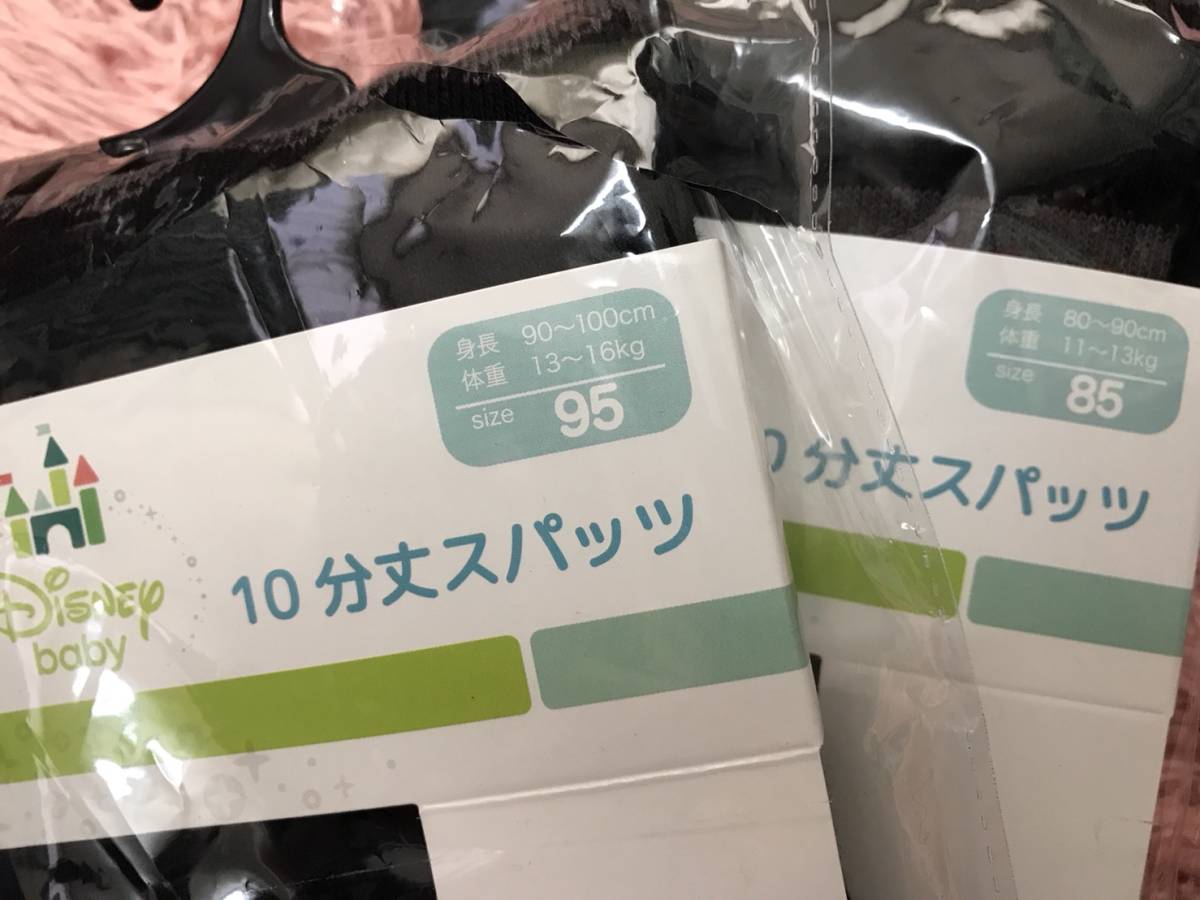 身長 90～100cm
体重 13～16kg
size 95
10分丈スパッツ
Disney
baby
身長 80～90cm
体重 11～13kg
size 85
0分丈スパッツ